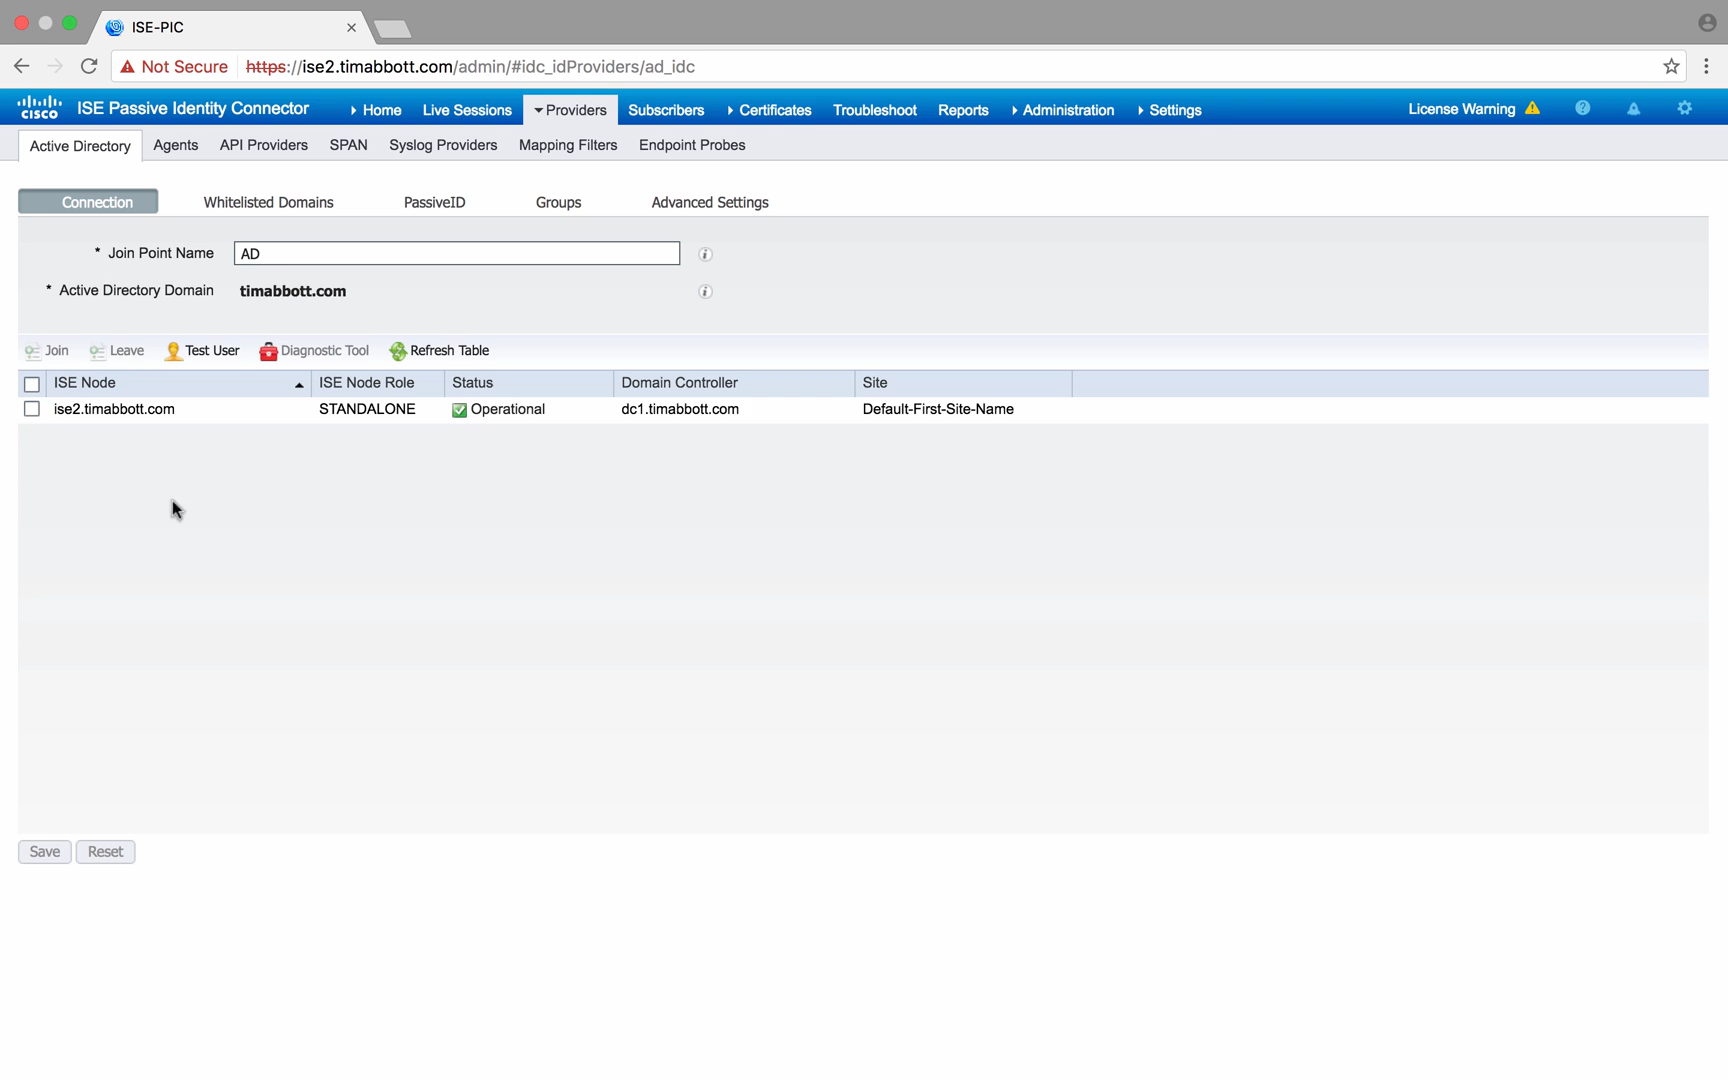 ISE-PIC
Not Secure https://ise2.timabbott.com/admin/#idc_idProviders/ad_idc
cisco ISE Passive Identity Connector Home Live Sessions Providers Subscribers Certificates Troubleshoot Reports Administration Settings License Warning
Active Directory Agents API Providers SPAN Syslog Providers Mapping Filters Endpoint Probes
Connection Whitelisted Domains PassiveID Groups Advanced Settings
* Join Point Name AD
* Active Directory Domain timabbott.com
Join Leave Test User Diagnostic Tool Refresh Table
ISE Node ISE Node Role Status Domain Controller Site
ise2.timabbott.com STANDALONE Operational dc1.timabbott.com Default-First-Site-Name
Save Reset